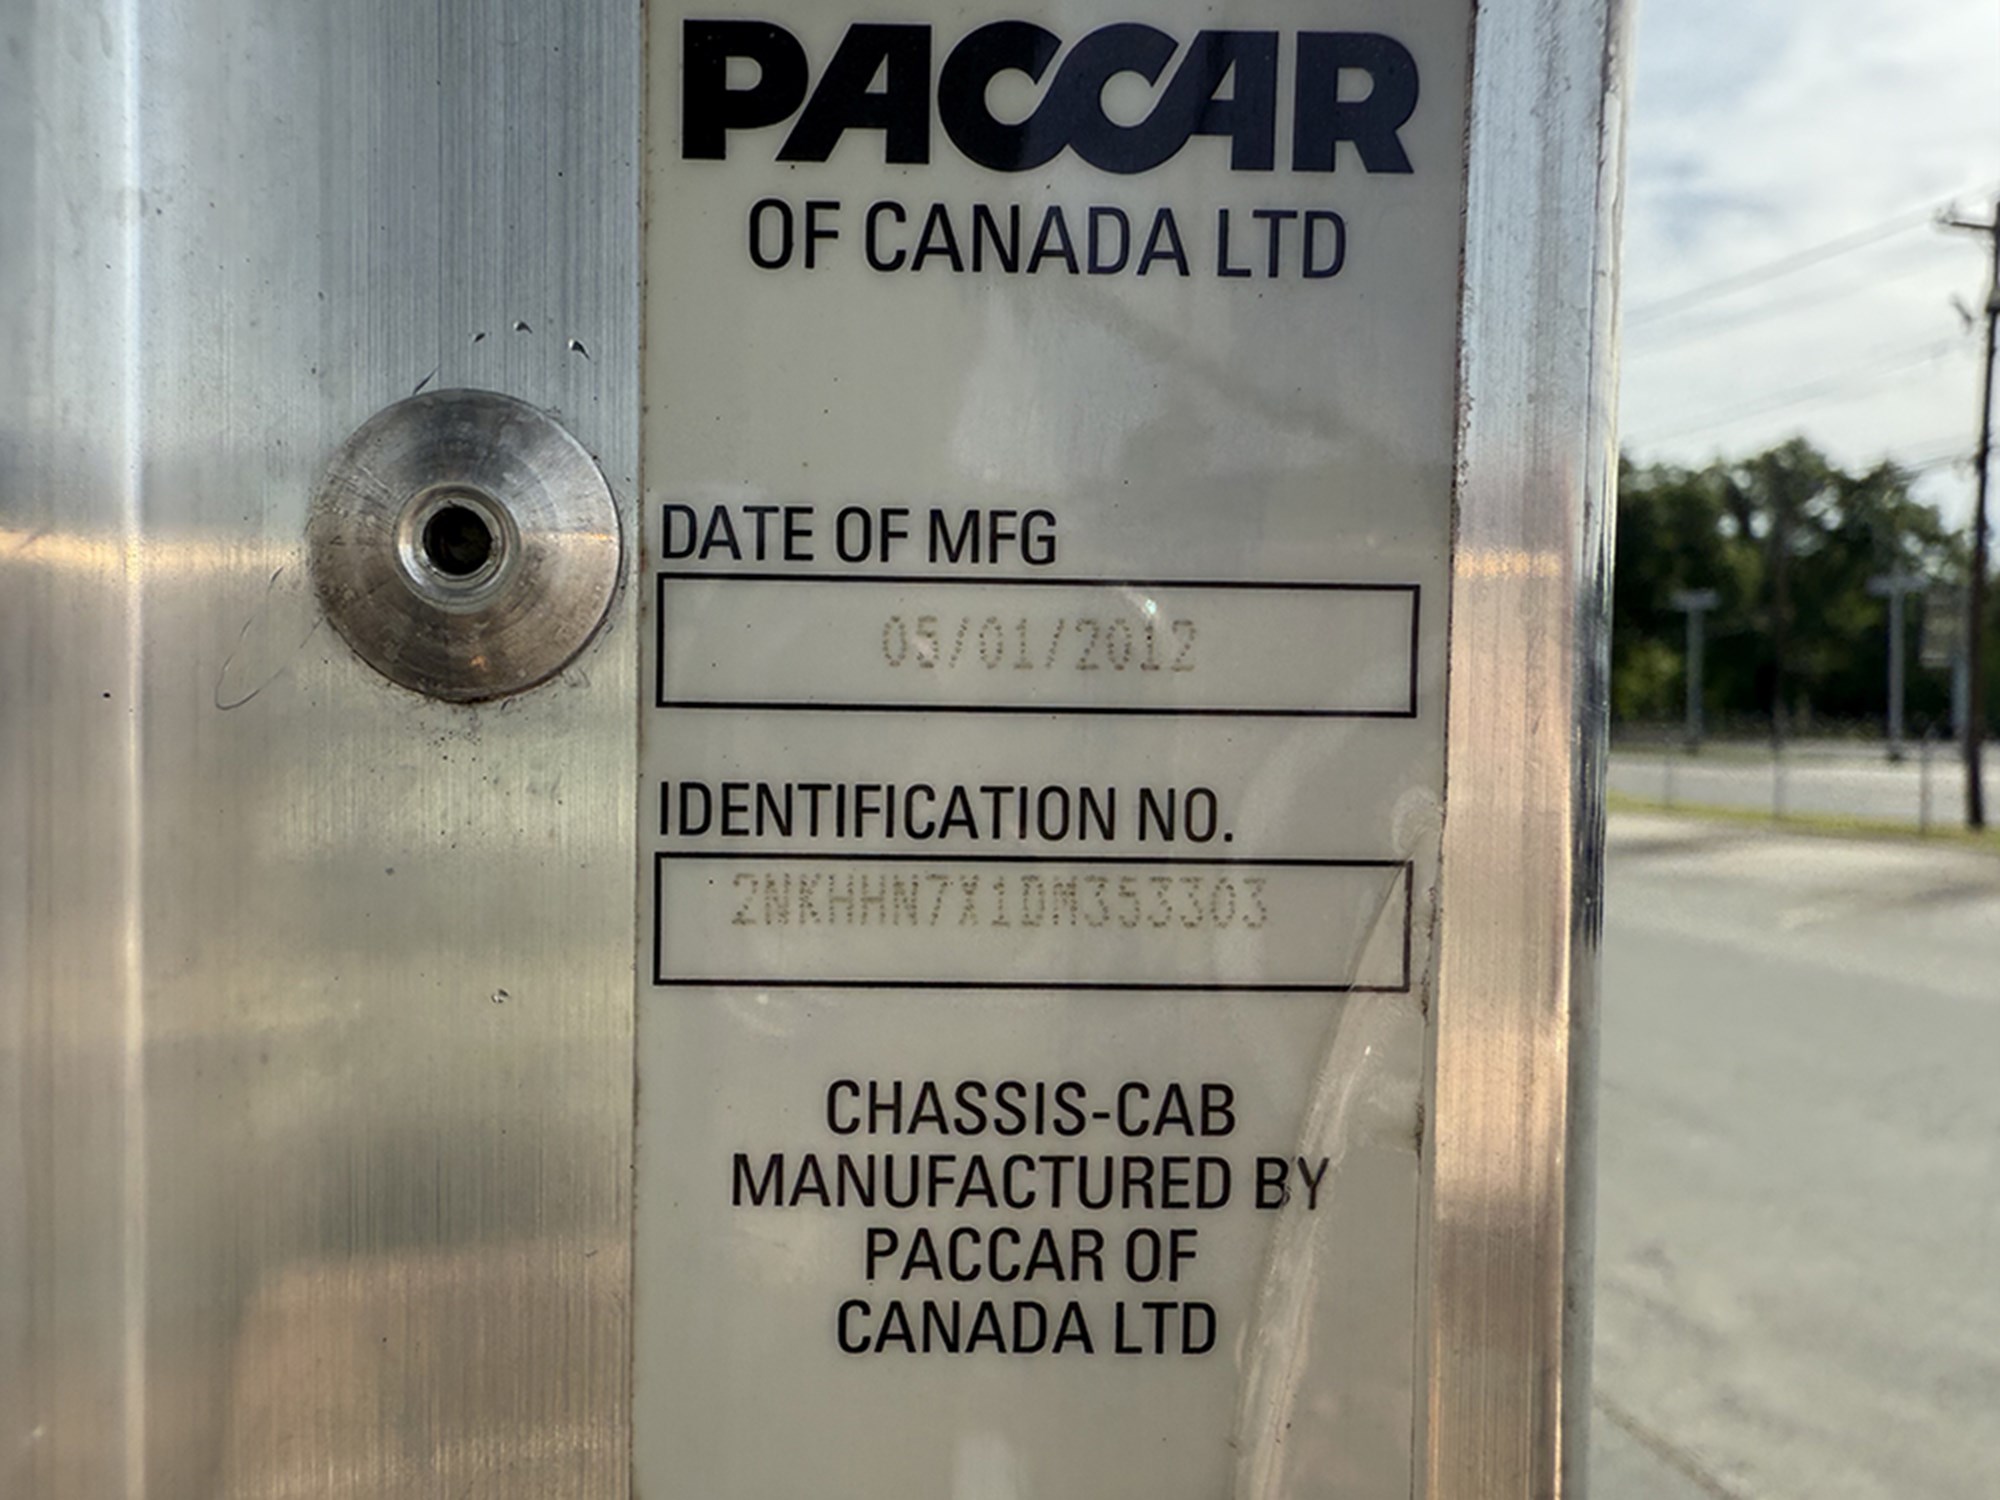 PACCAR
OF CANADA LTD
DATE OF MFG
05/01/2012
IDENTIFICATION NO.
2NKHHN7X1DM353303
CHASSIS-CAB
MANUFACTURED BY
PACCAR OF
CANADA LTD